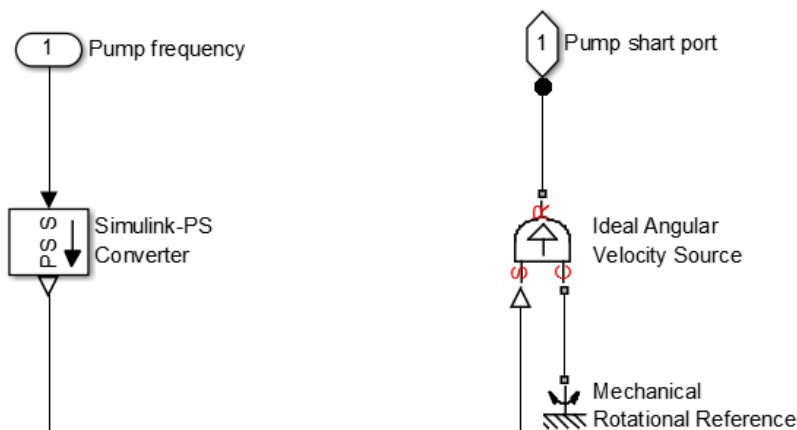 1
Pump frequency
1
Pump shart port
S PS
Simulink-PS
Converter
R
S
C
Ideal Angular
Velocity Source
Mechanical
Rotational Reference